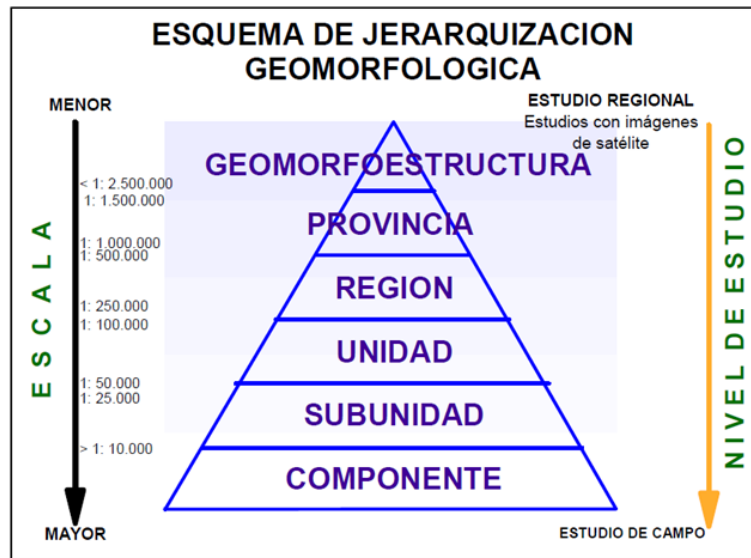 ESQUEMA DE JERARQUIZACION
GEOMORFOLOGICA
MENOR
ESTUDIO REGIONAL
Estudios con imágenes
de satélite
ESCALA
NIVEL DE ESTUDIO
GEOMORFOESTRUCTURA
< 1: 2.500.000
1: 1.500.000
PROVINCIA
1: 1.000.000
1: 500.000
REGION
1: 250.000
1: 100.000
UNIDAD
1: 50.000
1: 25.000
SUBUNIDAD
> 1: 10.000
COMPONENTE
MAYOR
ESTUDIO DE CAMPO